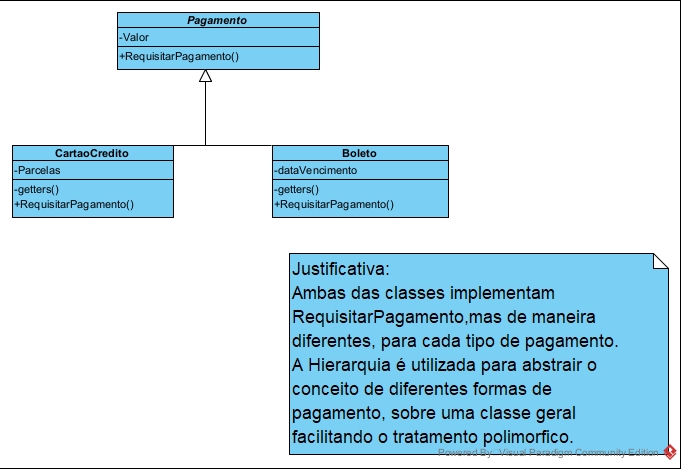 Pagamento
-Valor
+RequisitarPagamento()
CartaoCredito
-Parcelas
-getters()
+RequisitarPagamento()
Boleto
-dataVencimento
-getters()
+RequisitarPagamento()
Justificativa:
Ambas das classes implementam
RequisitarPagamento,mas de maneira
diferentes, para cada tipo de pagamento.
A Hierarquia é utilizada para abstrair o
conceito de diferentes formas de
pagamento, sobre uma classe geral
facilitando o tratamento polimorfico.
Powered By: Visual Paradigm Community Edition